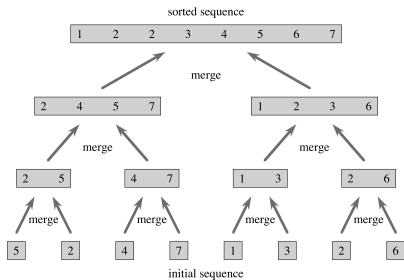 sorted sequence
1 2 2 3 4 5 6 7
merge
2 4 5 7 1 2 3 6
merge merge
2 5 4 7 1 3 2 6
merge merge merge merge
5 2 4 7 1 3 2 6
initial sequence